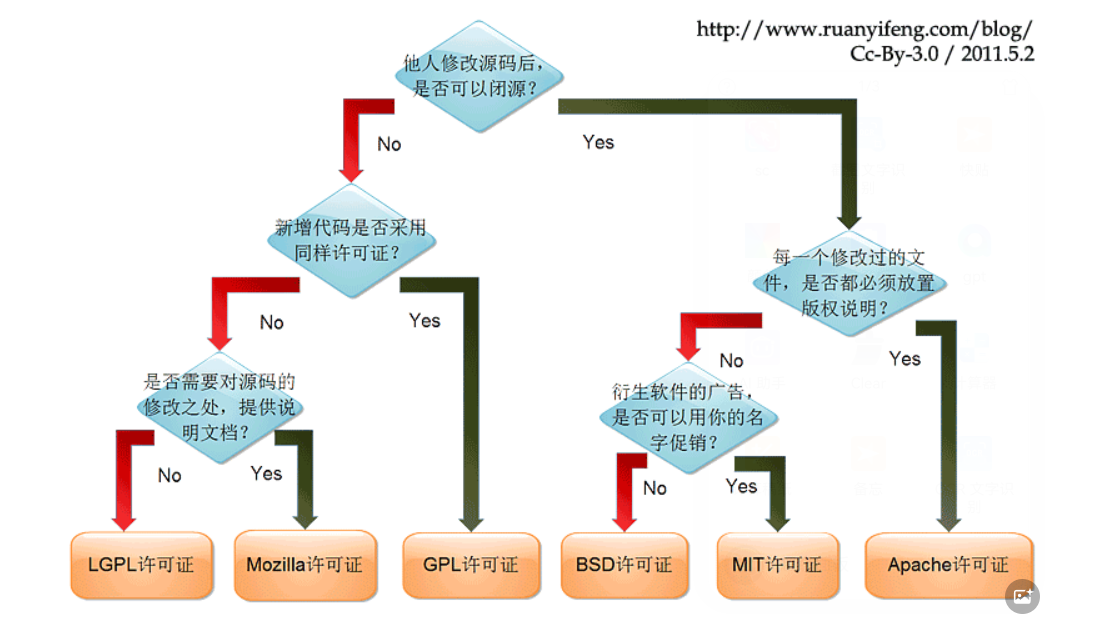 http://www.ruanyifeng.com/blog/
Cc-By-3.0 / 2011.5.2
他人修改源码后,
是否可以闭源?
No
Yes
新增代码是否采用
同样许可证?
每一个修改过的文
件,是否都必须放置
版权说明?
No
Yes
No
Yes
是否需要对源码的
修改之处,提供说
明文档?
衍生软件的广告,
是否可以用你的名
字促销?
No
Yes
No
Yes
LGPL许可证
Mozilla许可证
GPL许可证
BSD许可证
MIT许可证
Apache许可证